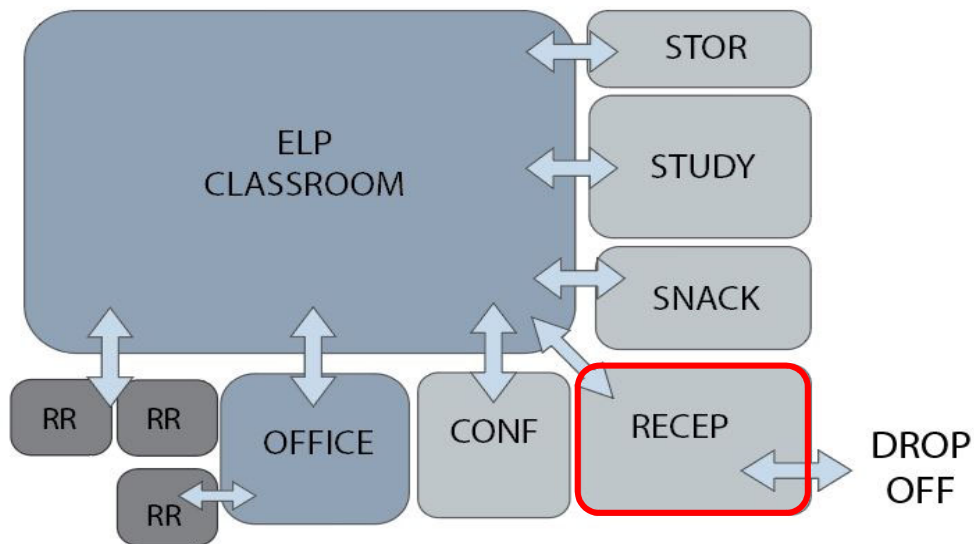 STOR
ELP
CLASSROOM
STUDY
SNACK
RR
RR
OFFICE
CONF
RECEP
DROP
OFF
RR